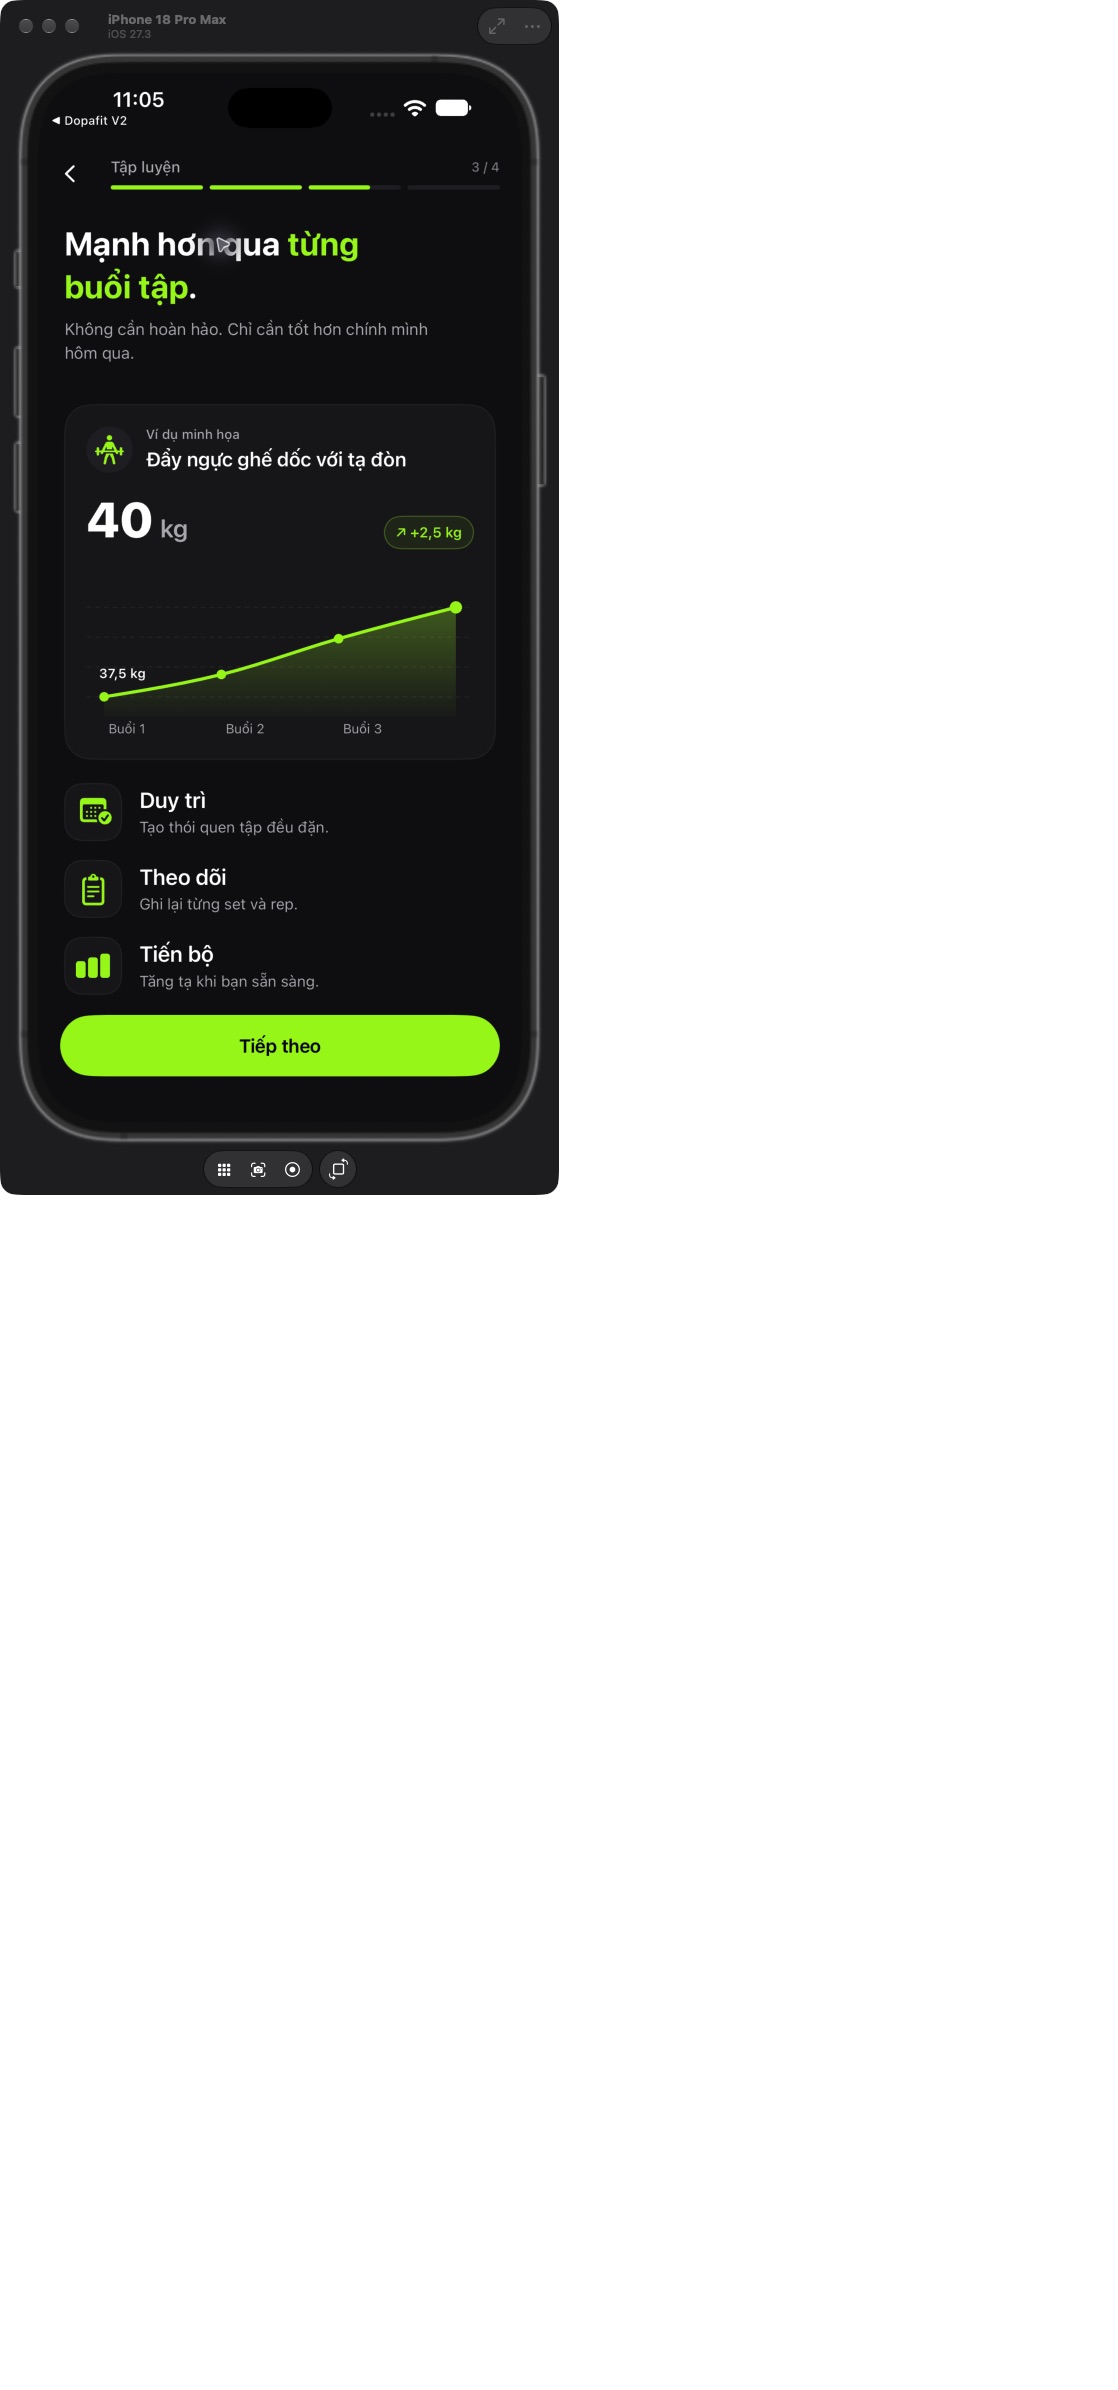 iPhone 18 Pro Max
iOS 27.3
11:05
◀ Dopafit V2
Tập luyện
3 / 4
Mạnh hơn qua từng
buổi tập.
Không cần hoàn hảo. Chỉ cần tốt hơn chính mình
hôm qua.
Ví dụ minh họa
Đẩy ngực ghế dốc với tạ đòn
40 kg
↗ +2,5 kg
37,5 kg
Buổi 1
Buổi 2
Buổi 3
Duy trì
Tạo thói quen tập đều đặn.
Theo dõi
Ghi lại từng set và rep.
Tiến bộ
Tăng tạ khi bạn sẵn sàng.
Tiếp theo